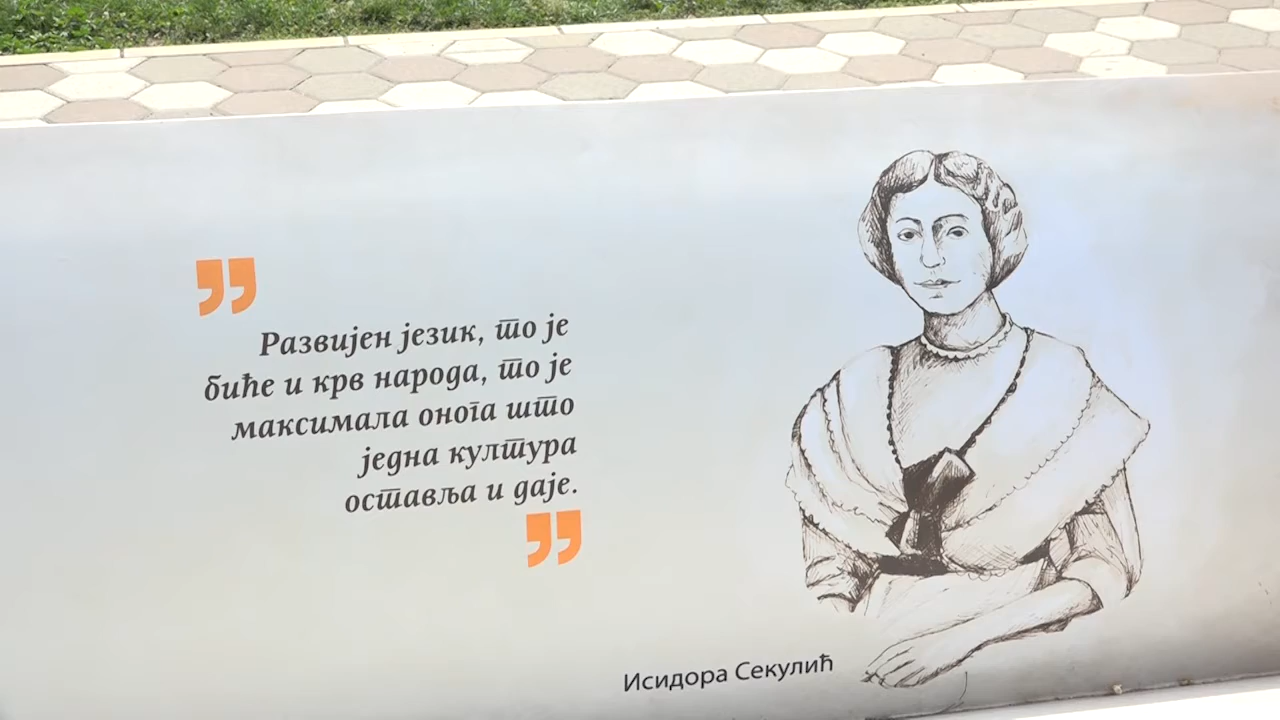 Развијен језик, то је
биће и крв народа, то је
максимала онога што
једна култура
оставља и даје.
Исидора Секулић